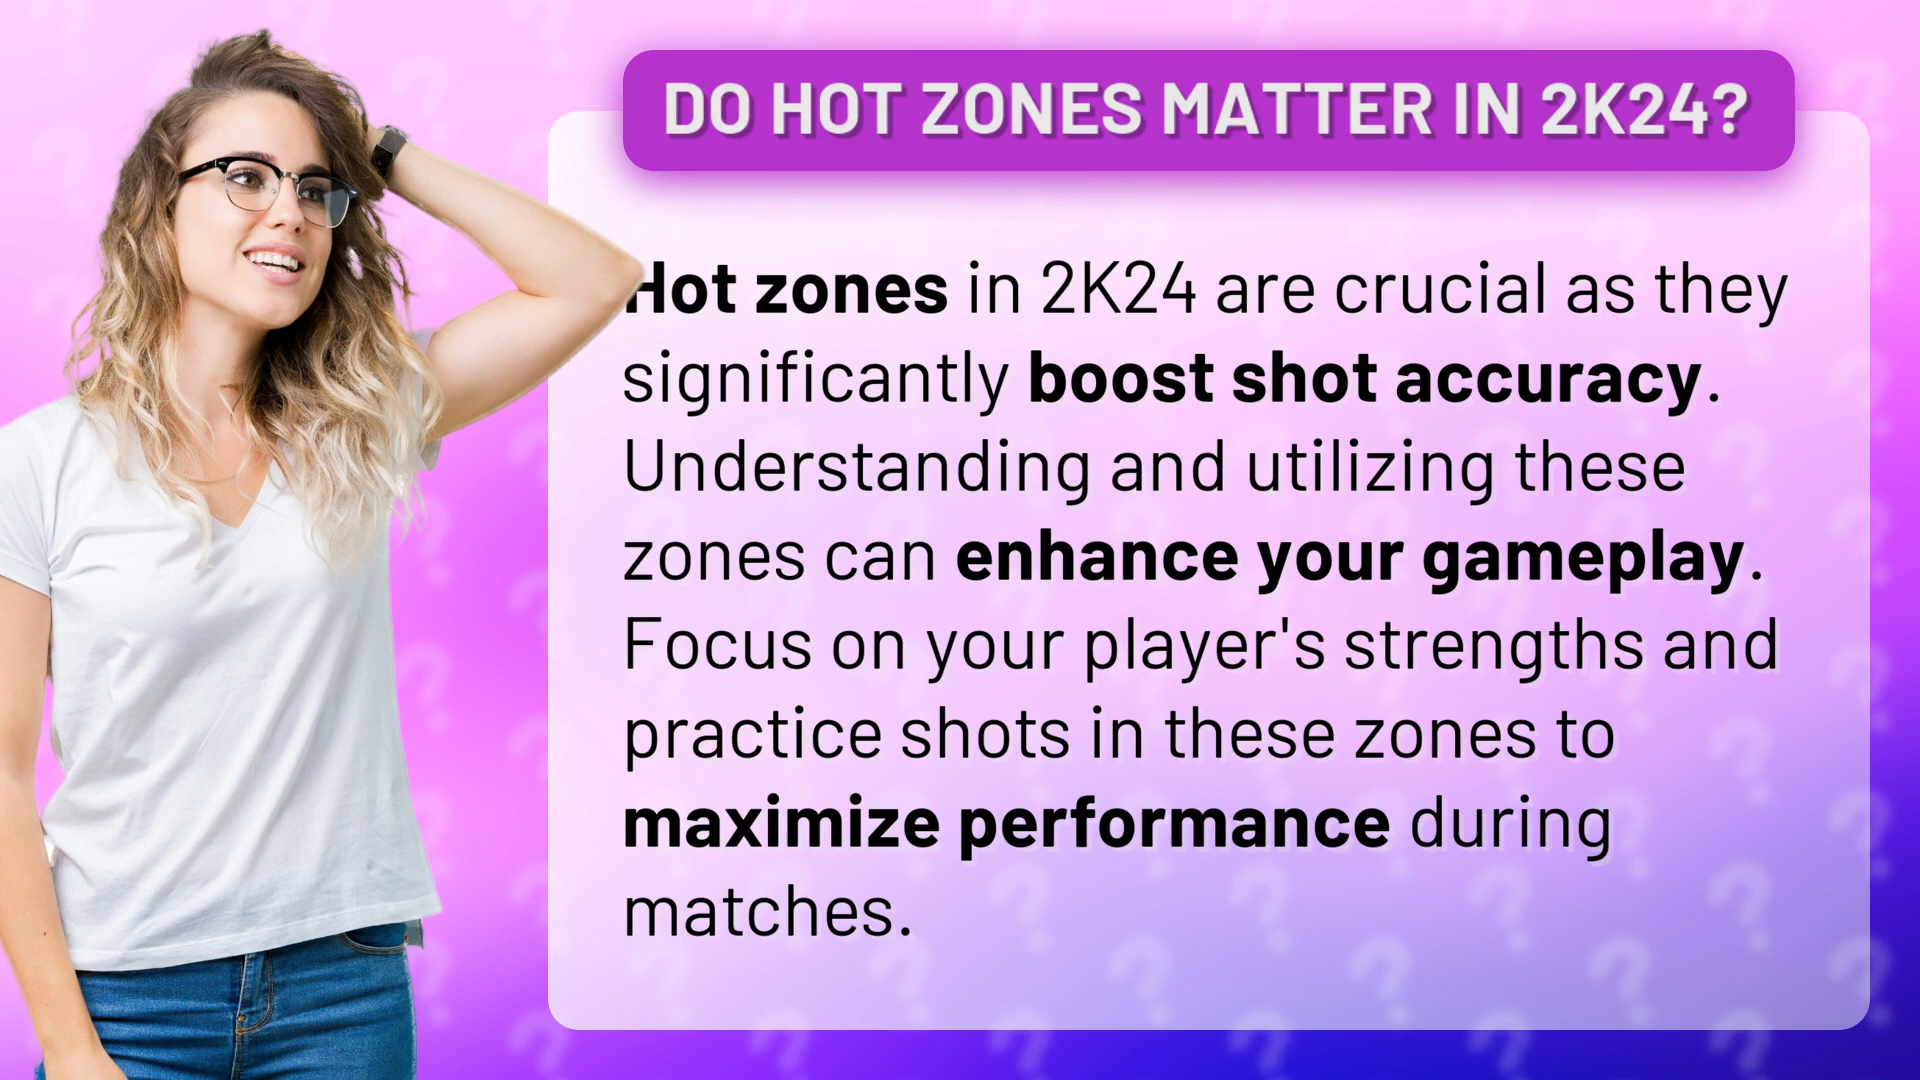 DO HOT ZONES MATTER IN 2K24?
Hot zones in 2K24 are crucial as they
significantly boost shot accuracy.
Understanding and utilizing these
zones can enhance your gameplay.
Focus on your player's strengths and
practice shots in these zones to
maximize performance during
matches.